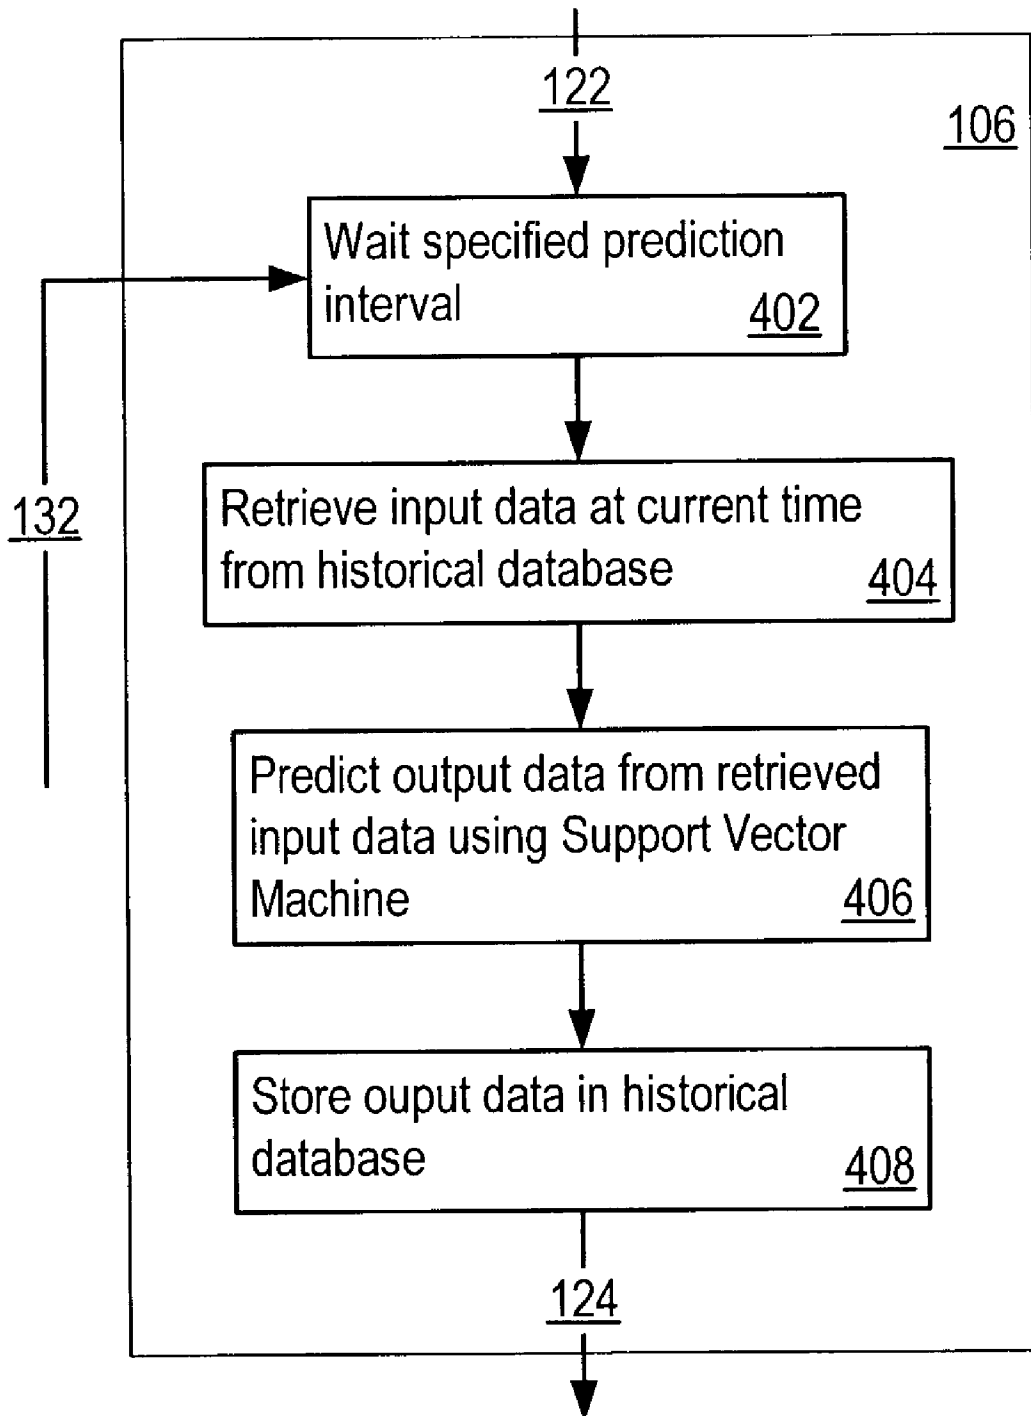 122
106
Wait specified prediction
interval
402
132
Retrieve input data at current time
from historical database
404
Predict output data from retrieved
input data using Support Vector
Machine
406
Store ouput data in historical
database
408
124